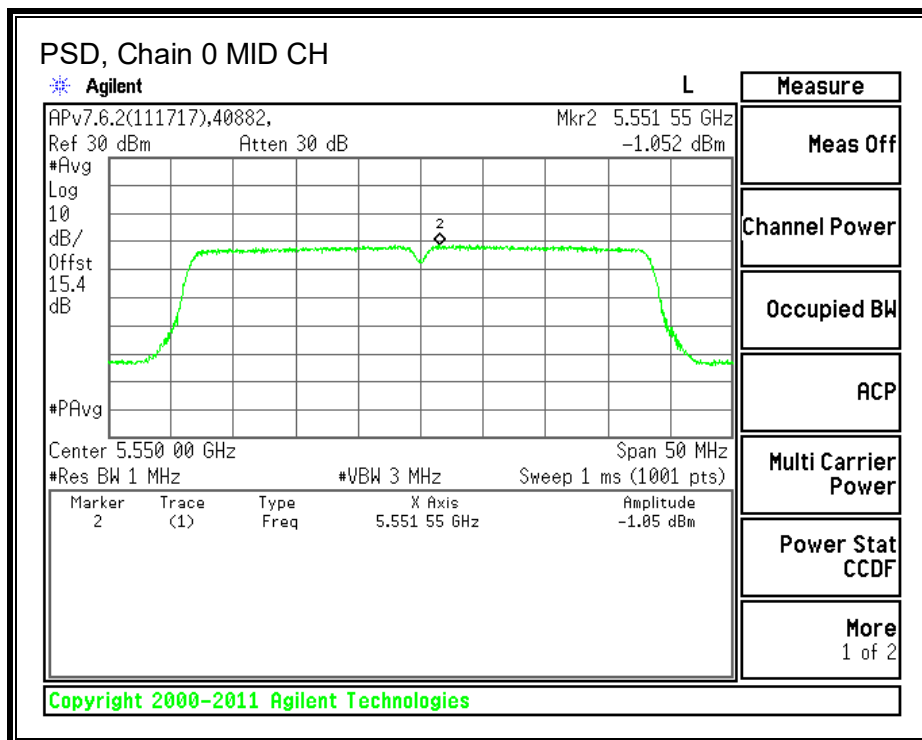 PSD, Chain 0 MID CH
Agilent
L
APv7.6.2(111717),40882,
Mkr2 5.551 55 GHz
Ref 30 dBm
Atten 30 dB
-1.052 dBm
#Avg
Log
10
dB/
Offst
15.4
dB
#PAvg
2
Center 5.550 00 GHz
Span 50 MHz
#Res BW 1 MHz
#VBW 3 MHz
Sweep 1 ms (1001 pts)
Marker Trace Type X Axis Amplitude
2 (1) Freq 5.551 55 GHz -1.05 dBm
Measure
Meas Off
Channel Power
Occupied BW
ACP
Multi Carrier
Power
Power Stat
CCDF
More
1 of 2
Copyright 2000-2011 Agilent Technologies